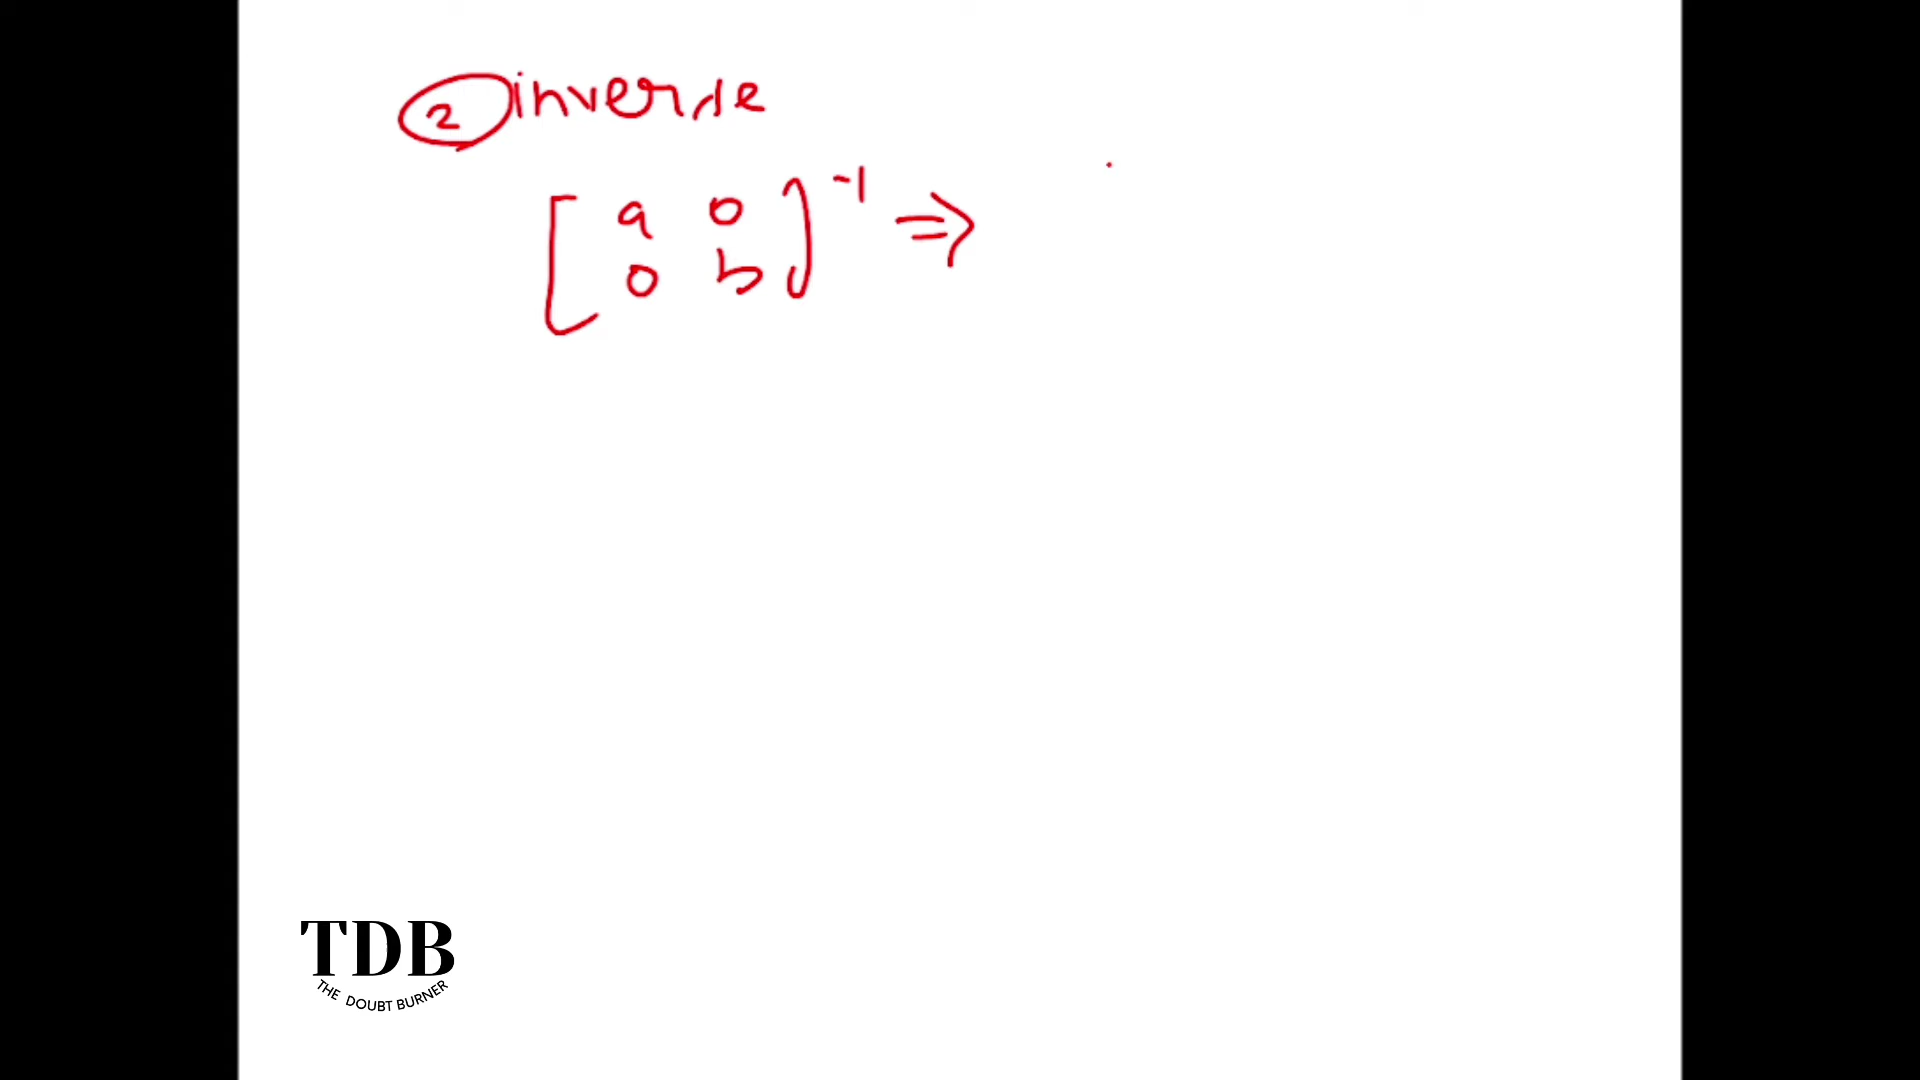 ② inverse
[ a 0 ]⁻¹ ⇒
0 b
TDB
THE DOUBT BURNER